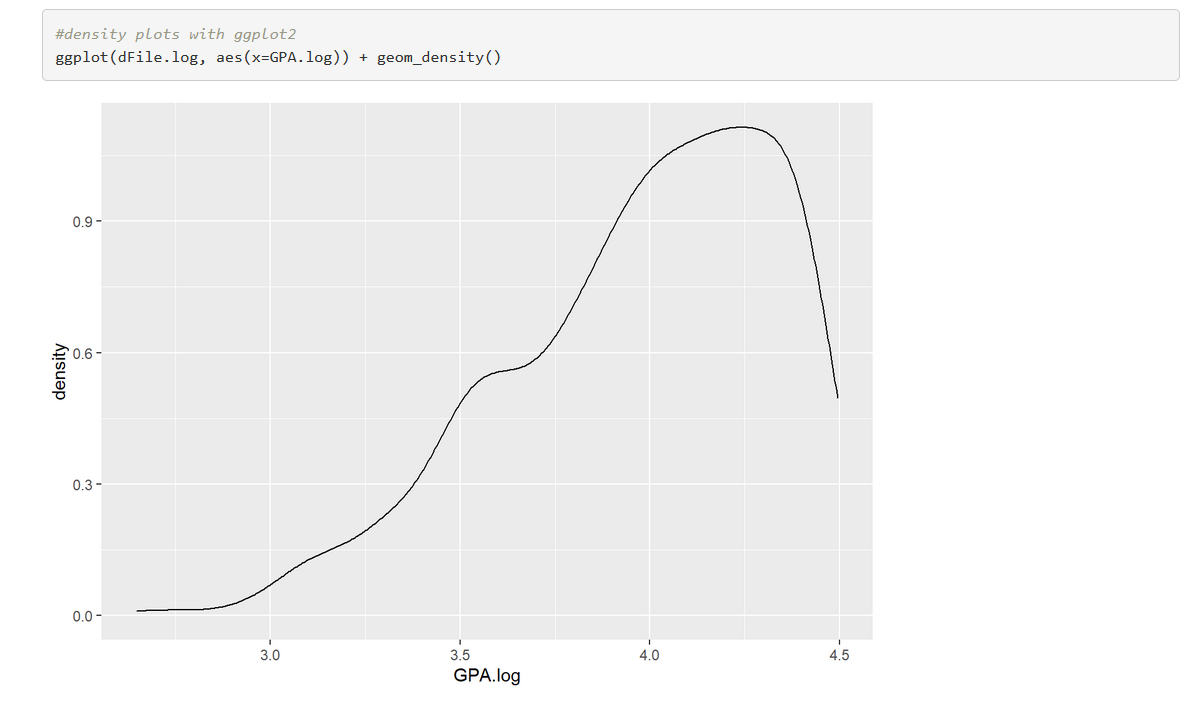 #density plots with ggplot2
ggplot(dFile.log, aes(x=GPA.log)) + geom_density()
0.9
0.6
0.3
0.0
density
3.0 3.5 4.0 4.5
GPA.log